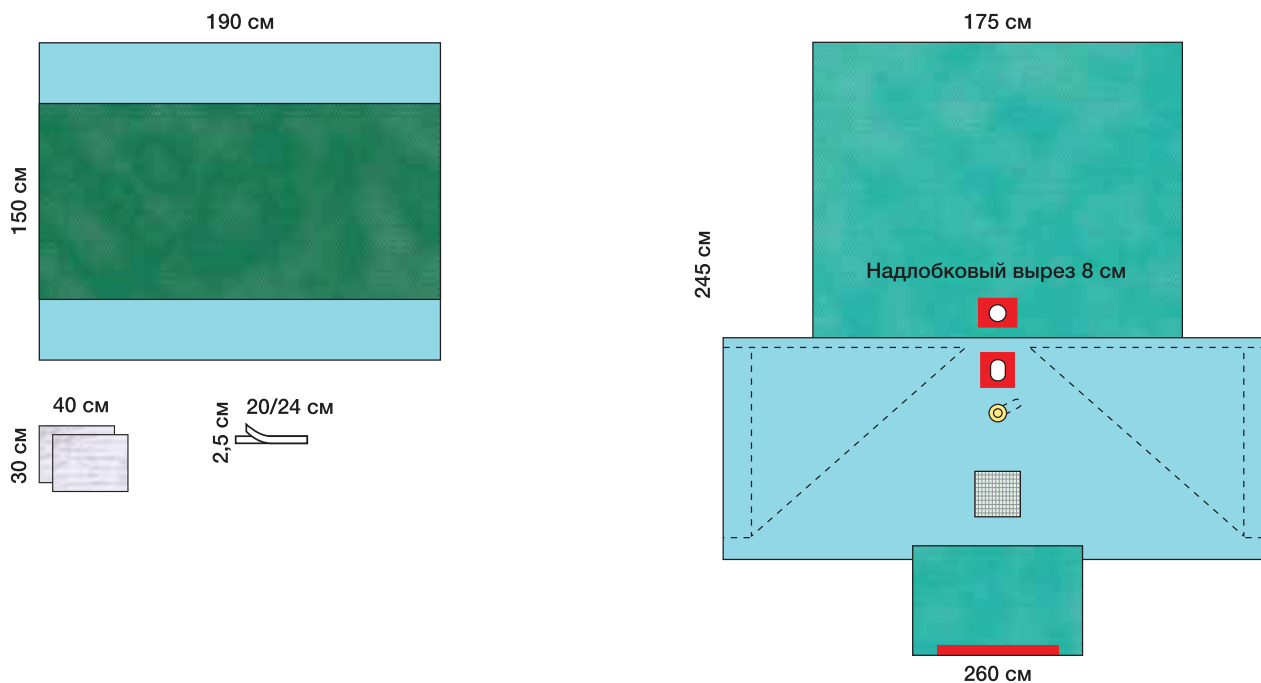 190 см
150 см
40 см
30 см
20/24 см
2,5 см
175 см
245 см
Надлобковый вырез 8 см
260 см